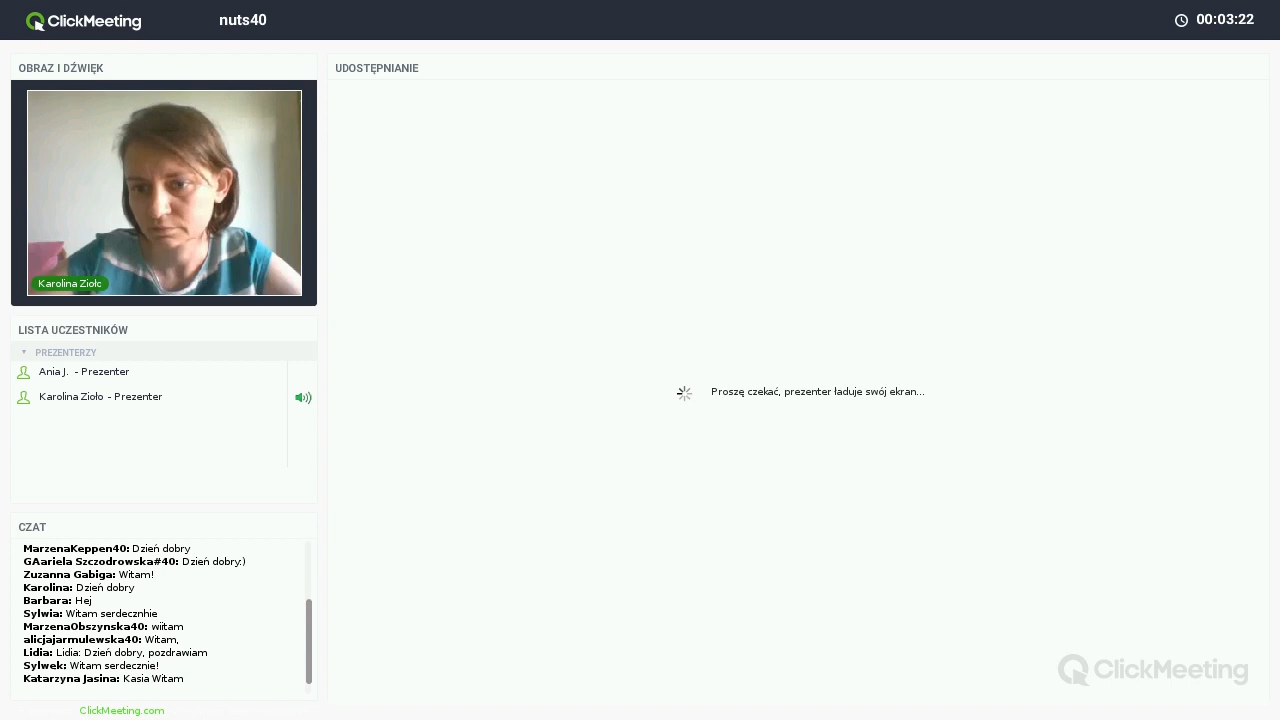 ClickMeeting
nuts40
00:03:22
OBRAZ I DŹWIĘK
Karolina Zioło
LISTA UCZESTNIKÓW
PREZENTERZY
Ania J. - Prezenter
Karolina Zioło - Prezenter
CZAT
MarzenaKeppen40: Dzień dobry
GAariela Szczodrowska#40: Dzień dobry:)
Zuzanna Gabiga: Witam!
Karolina: Dzień dobry
Barbara: Hej
Sylwia: Witam serdecznhie
MarzenaObszynska40: wiitam
alicjajarmulewska40: Witam,
Lidia: Lidia: Dzień dobry, pozdrawiam
Sylwek: Witam serdecznie!
Katarzyna Jasina: Kasia Witam
ClickMeeting.com
UDOSTĘPNIANIE
Proszę czekać, prezenter ładuje swój ekran...
ClickMeeting